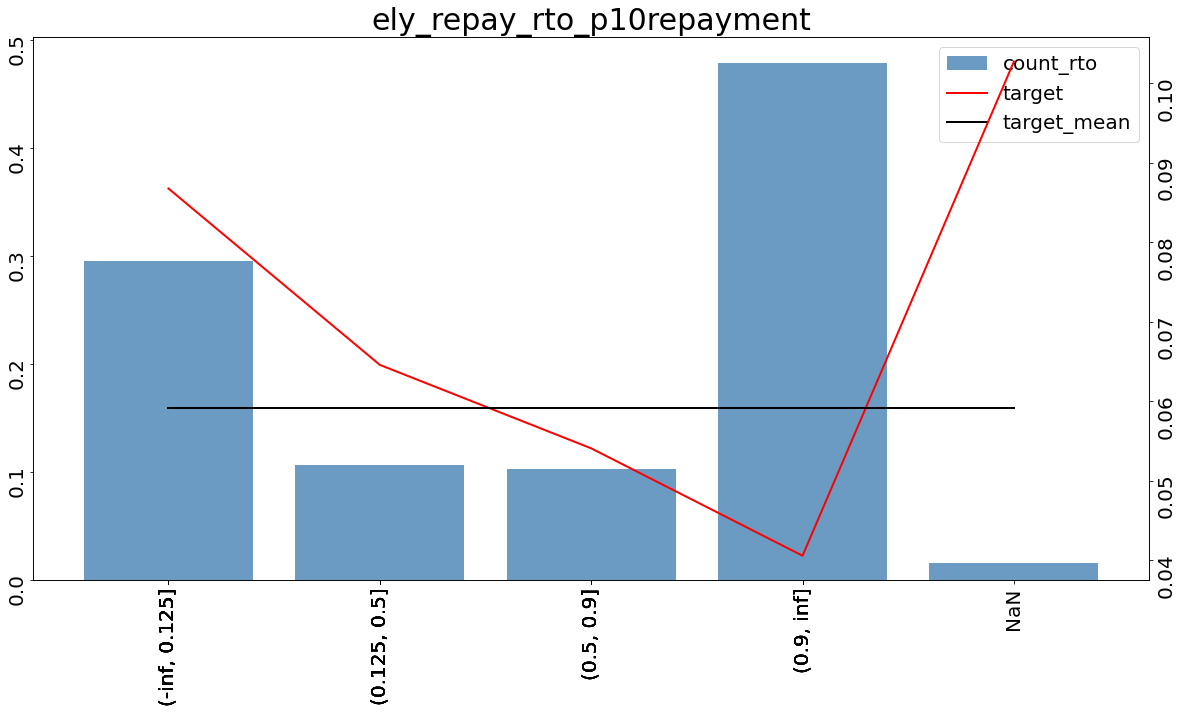 ely_repay_rto_p10repayment
count_rto
target
target_mean
0.5
0.4
0.3
0.2
0.1
0.0
0.10
0.09
0.08
0.07
0.06
0.05
0.04
(-inf, 0.125]
(0.125, 0.5]
(0.5, 0.9]
(0.9, inf]
NaN